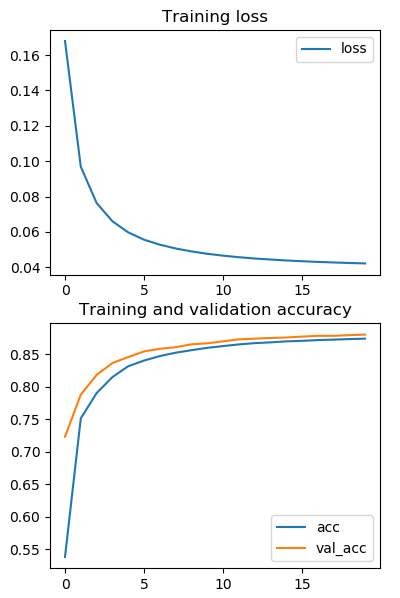 Training loss
loss
0.16
0.14
0.12
0.10
0.08
0.06
0.04
0 5 10 15
Training and validation accuracy
0.85
0.80
0.75
0.70
0.65
0.60
0.55
acc
val_acc
0 5 10 15